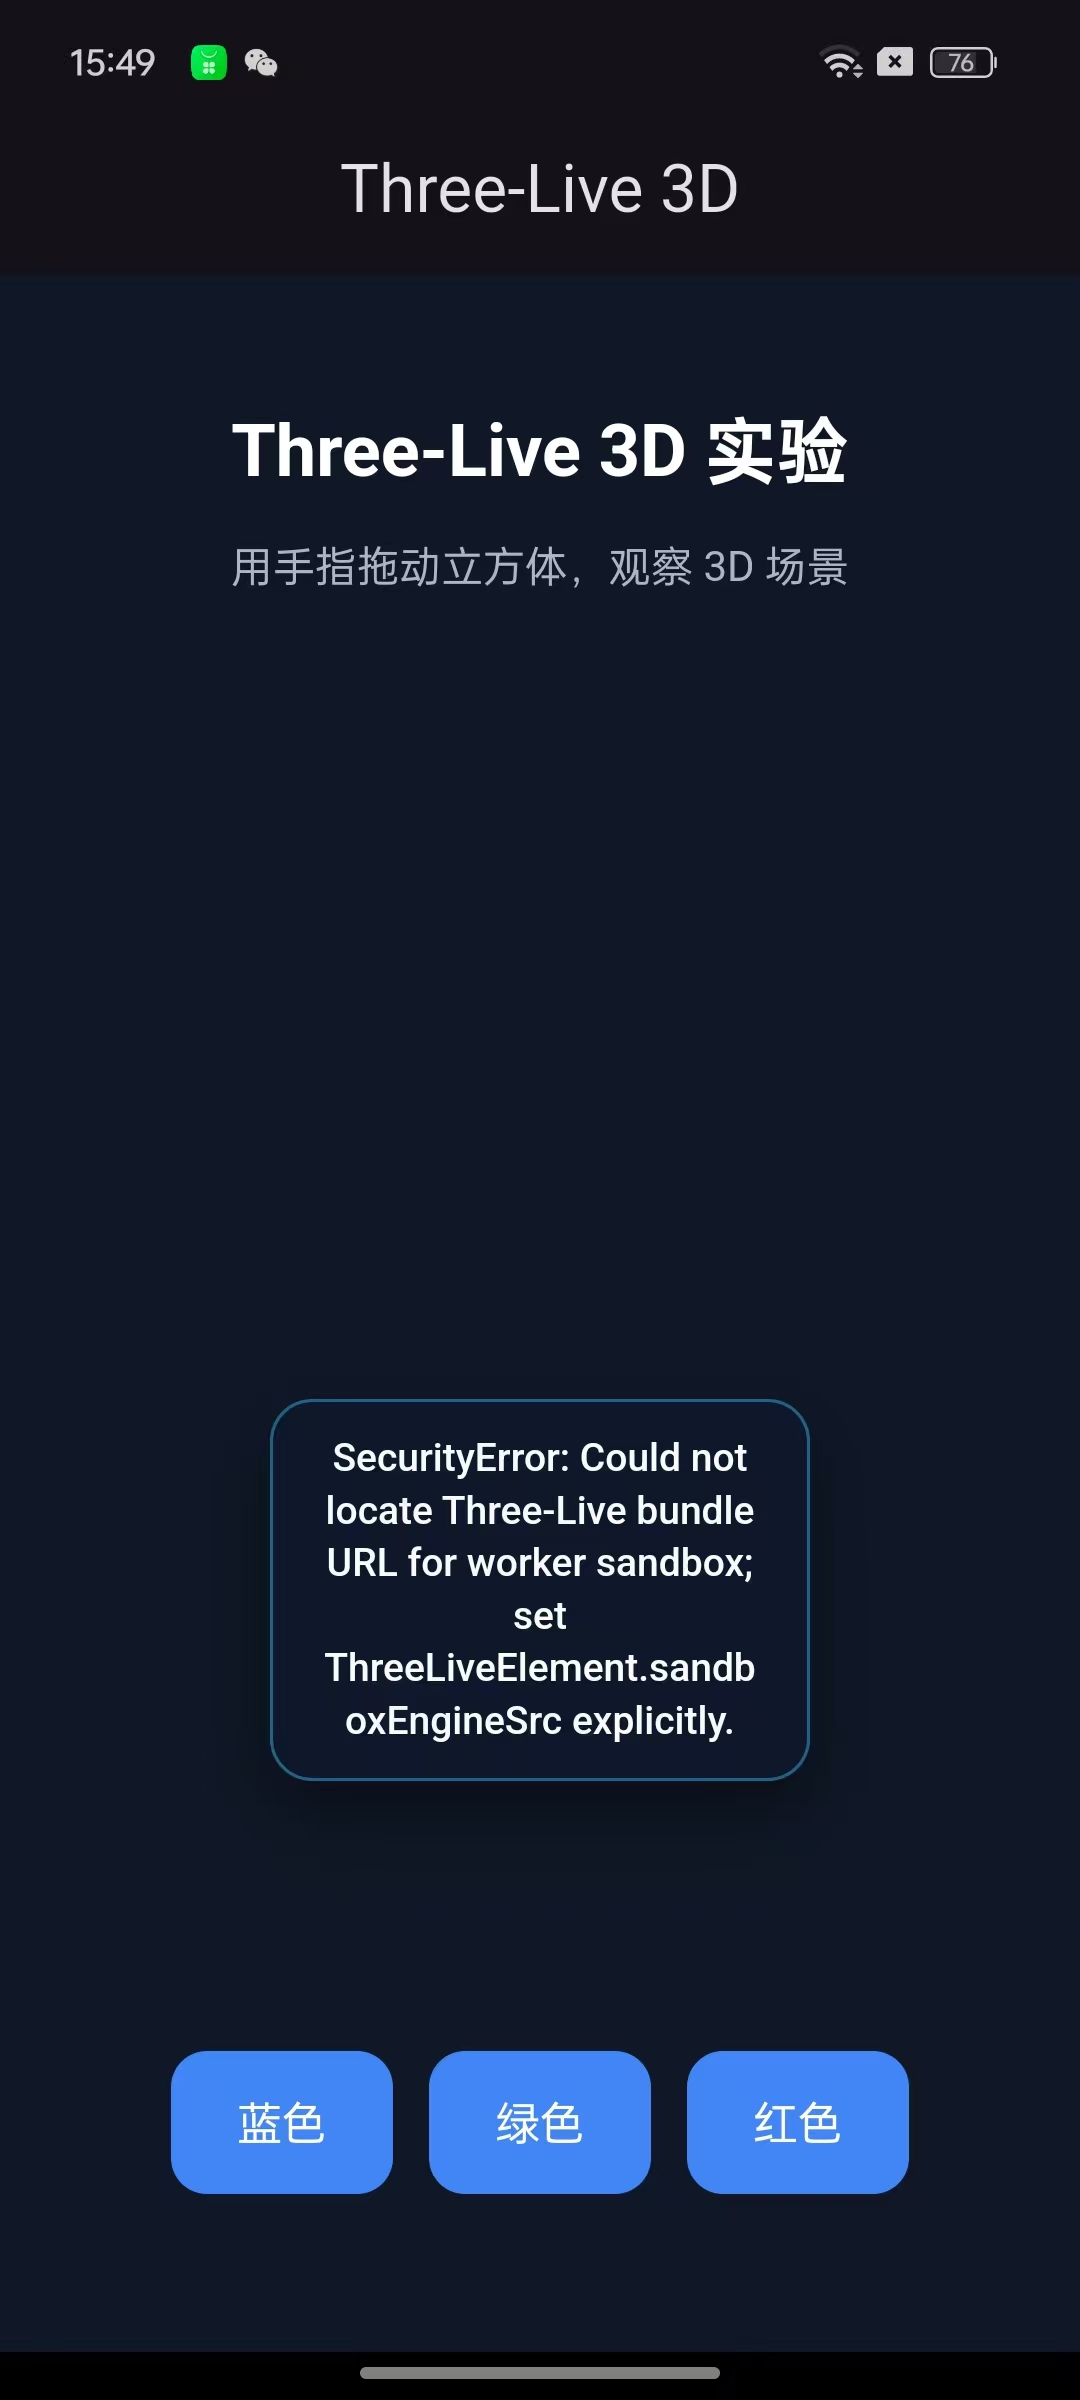 15:49
76
Three-Live 3D
Three-Live 3D 实验
用手指拖动立方体，观察 3D 场景
SecurityError: Could not
locate Three-Live bundle
URL for worker sandbox;
set
ThreeLiveElement.sandb
oxEngineSrc explicitly.
蓝色 绿色 红色